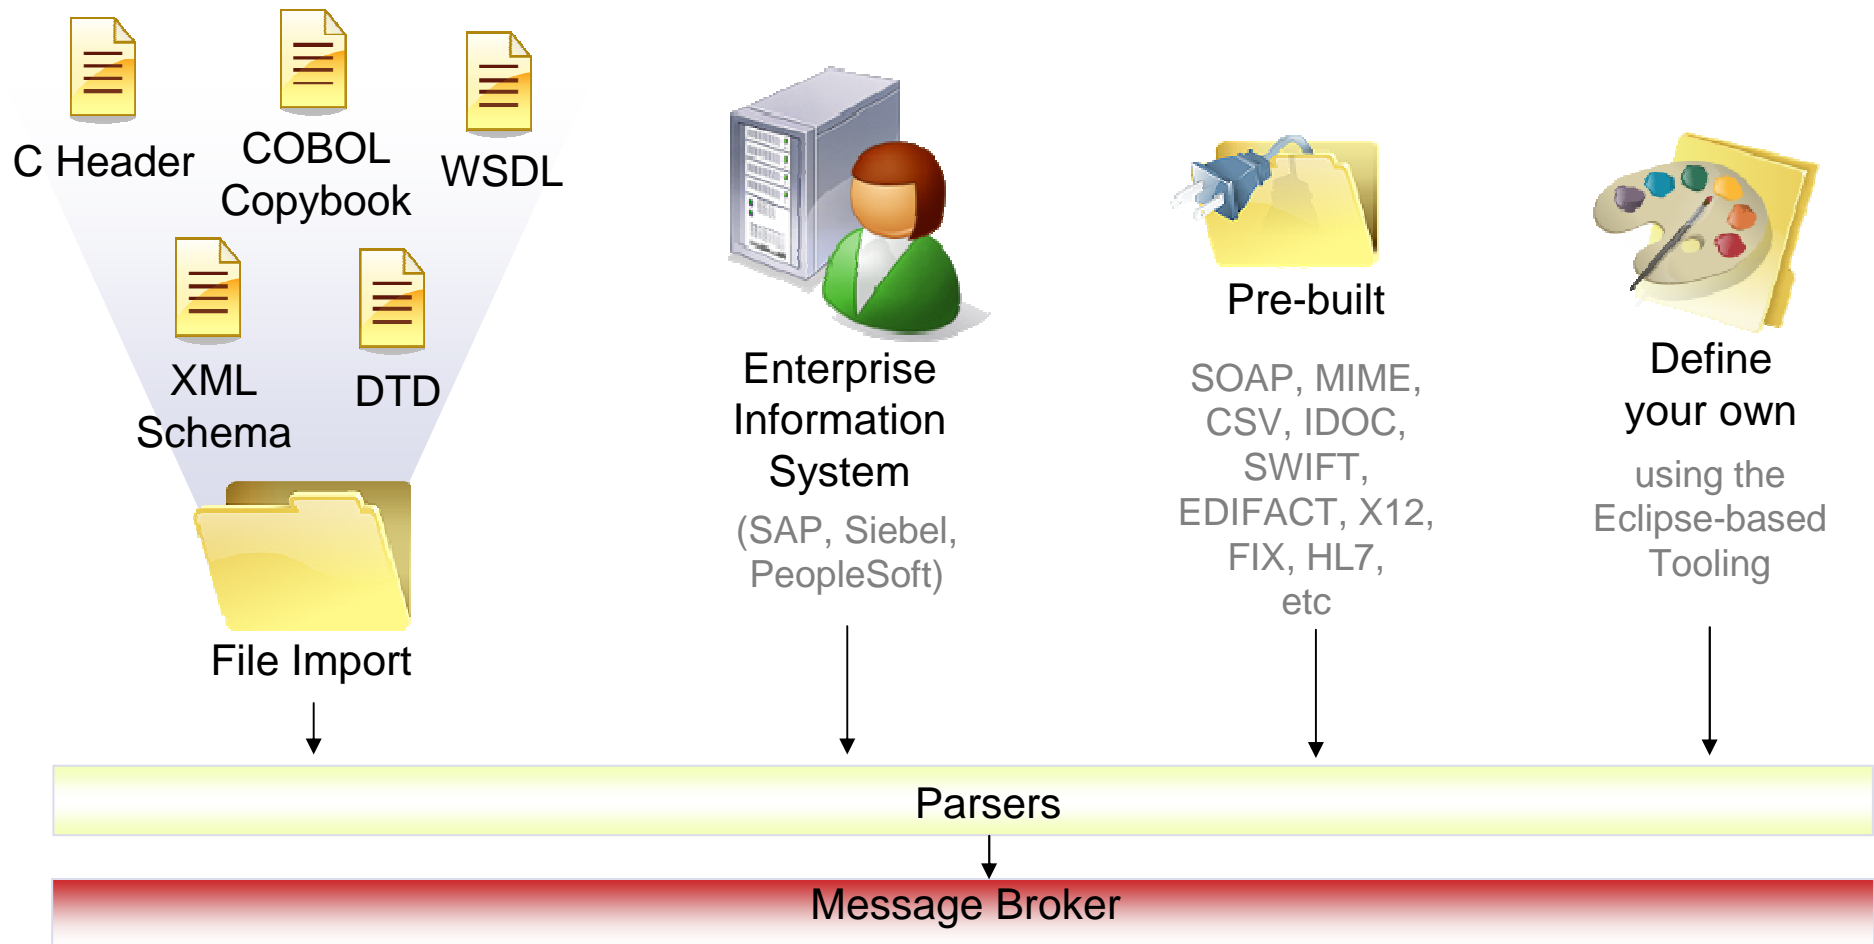 C Header
COBOL
Copybook
WSDL
XML
Schema
DTD
File Import
Enterprise
Information
System
(SAP, Siebel,
PeopleSoft)
Pre-built
SOAP, MIME,
CSV, IDOC,
SWIFT,
EDIFACT, X12,
FIX, HL7,
etc
Define
your own
using the
Eclipse-based
Tooling
Parsers
Message Broker